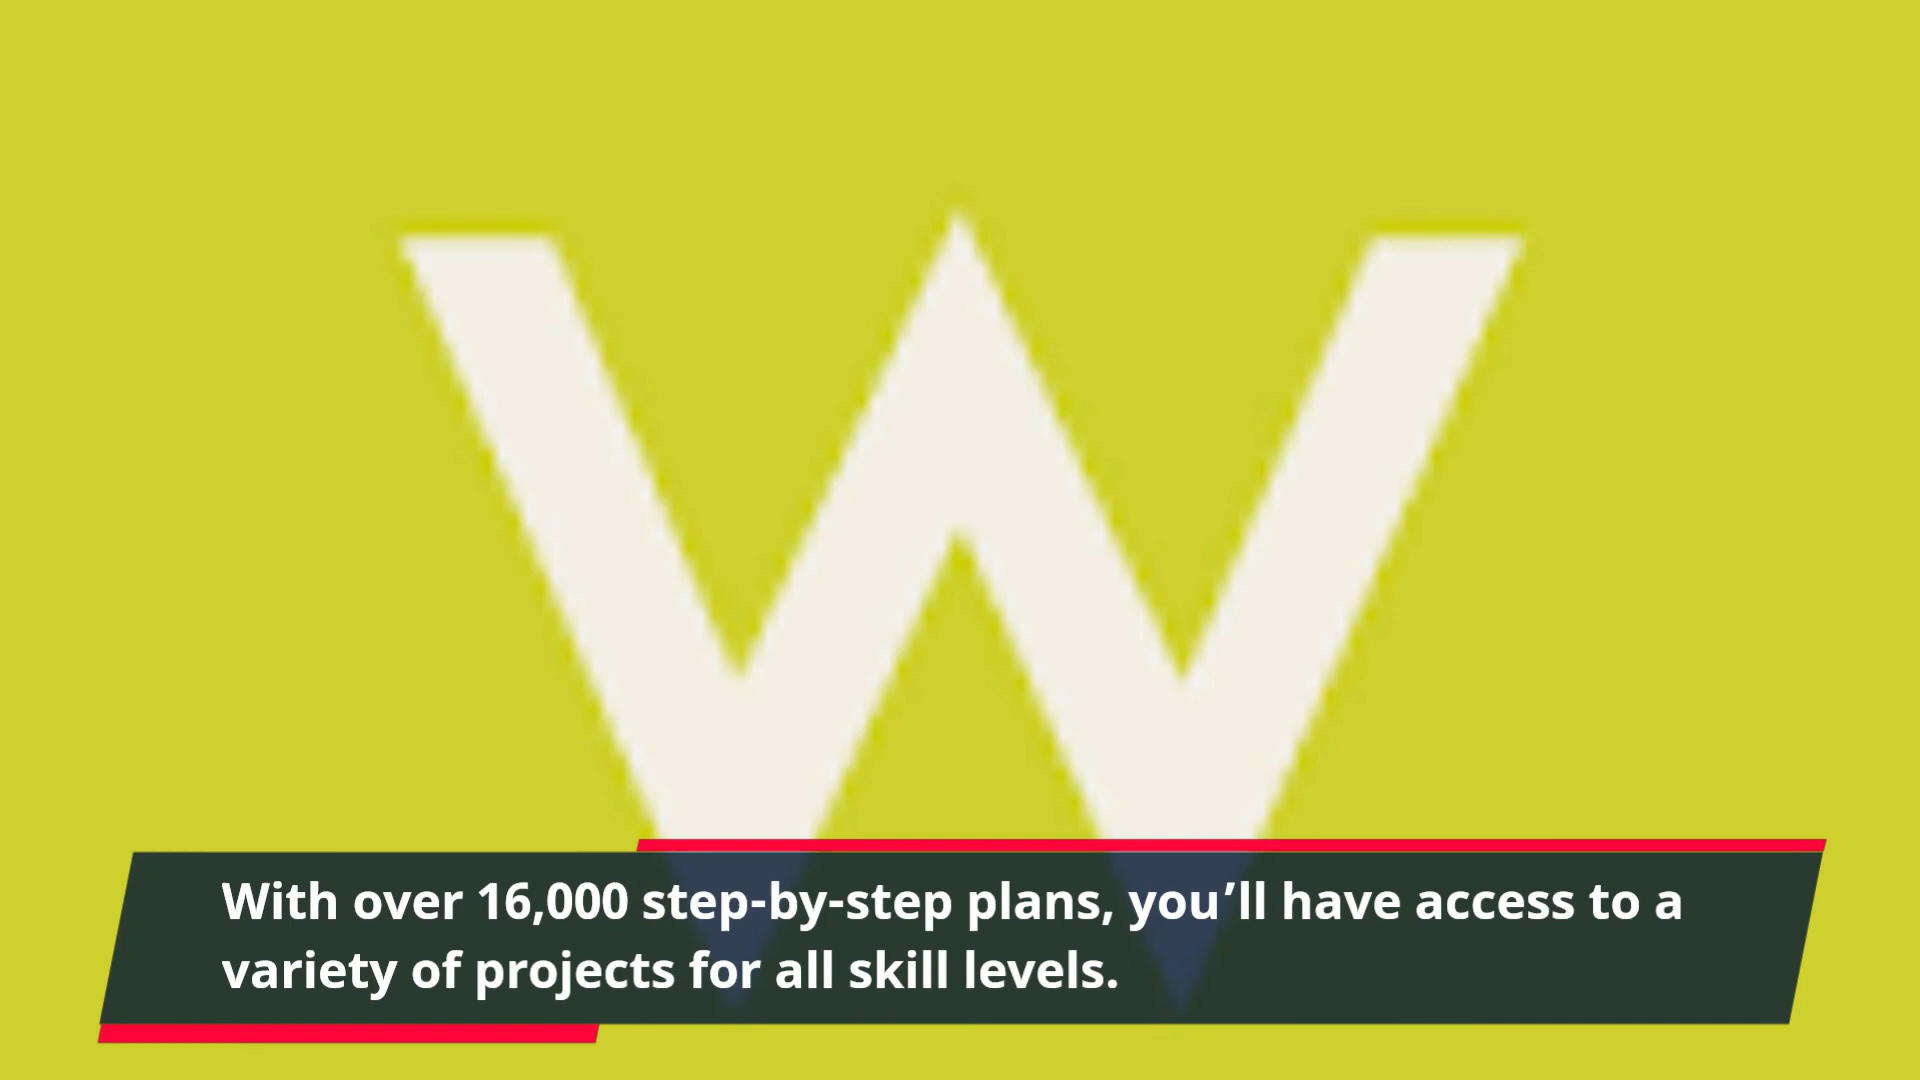 W
With over 16,000 step-by-step plans, you’ll have access to a
variety of projects for all skill levels.